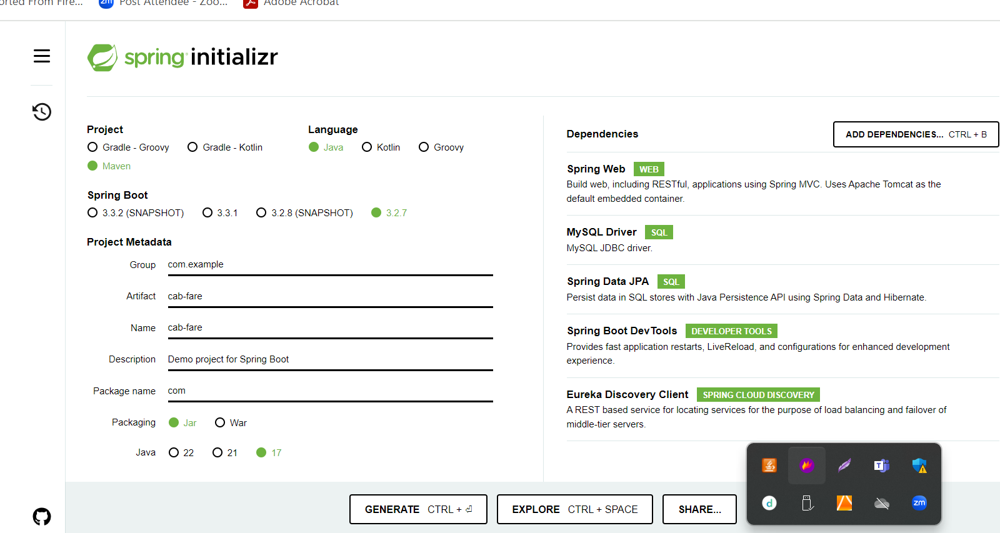 orted From Fire...
zm Post Attendee - Zoo...
Adobe Acrobat
spring initializr
Project
Gradle - Groovy
Gradle - Kotlin
Maven
Language
Java
Kotlin
Groovy
Spring Boot
3.3.2 (SNAPSHOT)
3.3.1
3.2.8 (SNAPSHOT)
3.2.7
Project Metadata
Group com.example
Artifact cab-fare
Name cab-fare
Description Demo project for Spring Boot
Package name com
Packaging Jar War
Java 22 21 17
Dependencies
ADD DEPENDENCIES... CTRL + B
Spring Web WEB
Build web, including RESTful, applications using Spring MVC. Uses Apache Tomcat as the
default embedded container.
MySQL Driver SQL
MySQL JDBC driver.
Spring Data JPA SQL
Persist data in SQL stores with Java Persistence API using Spring Data and Hibernate.
Spring Boot DevTools DEVELOPER TOOLS
Provides fast application restarts, LiveReload, and configurations for enhanced development
experience.
Eureka Discovery Client SPRING CLOUD DISCOVERY
A REST based service for locating services for the purpose of load balancing and failover of
middle-tier servers.
GENERATE CTRL + ⏎
EXPLORE CTRL + SPACE
SHARE...
T
d
zm